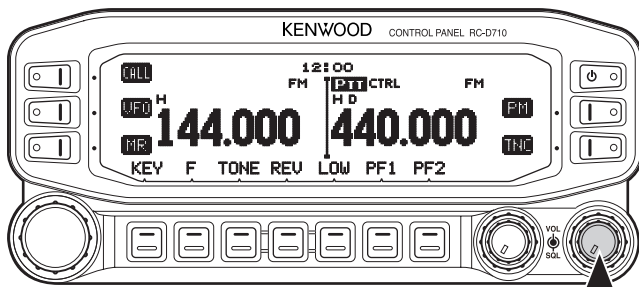 KENWOOD CONTROL PANEL RC-D710
12:00
CALL FM PTT CTRL FM
VFO H H D PM
144.000 440.000
MR TNC
KEY F TONE REV LOW PF1 PF2
VOL
SQL